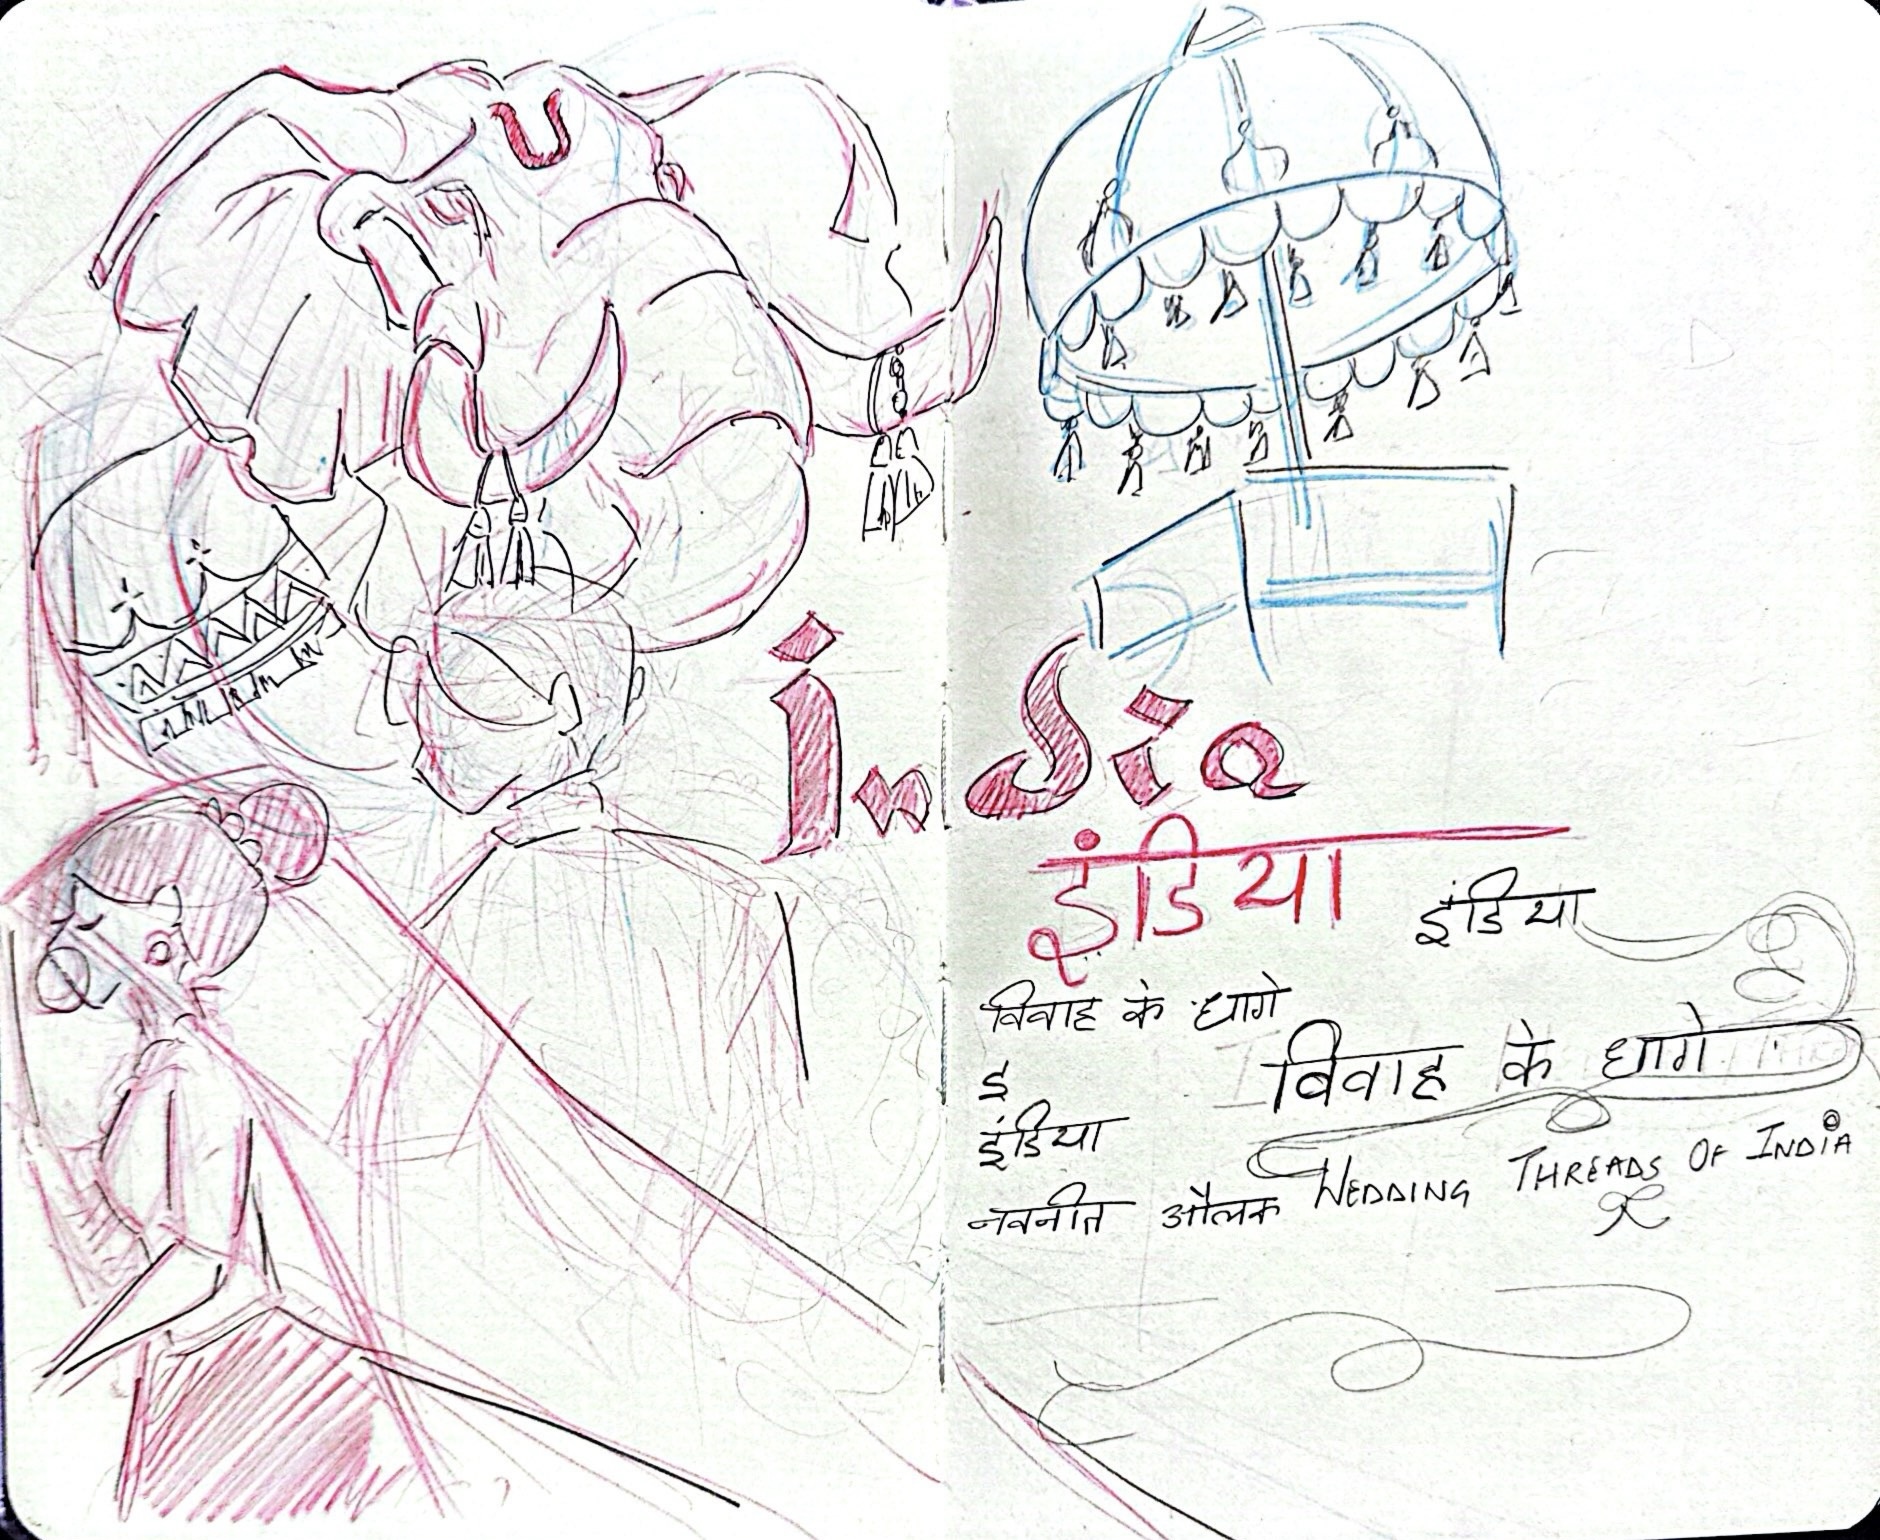 India
इंडिया
इंडिया
विवाह के धागे
विवाह के धागे
इ
इंडिया
WEDDING THREADS OF INDIA
नवनीत औलक